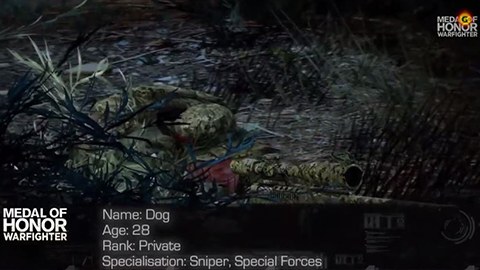 MEDAL OF
HONOR
WARFIGHTER
MEDAL OF
HONOR
WARFIGHTER
Name: Dog
Age: 28
Rank: Private
Specialisation: Sniper, Special Forces